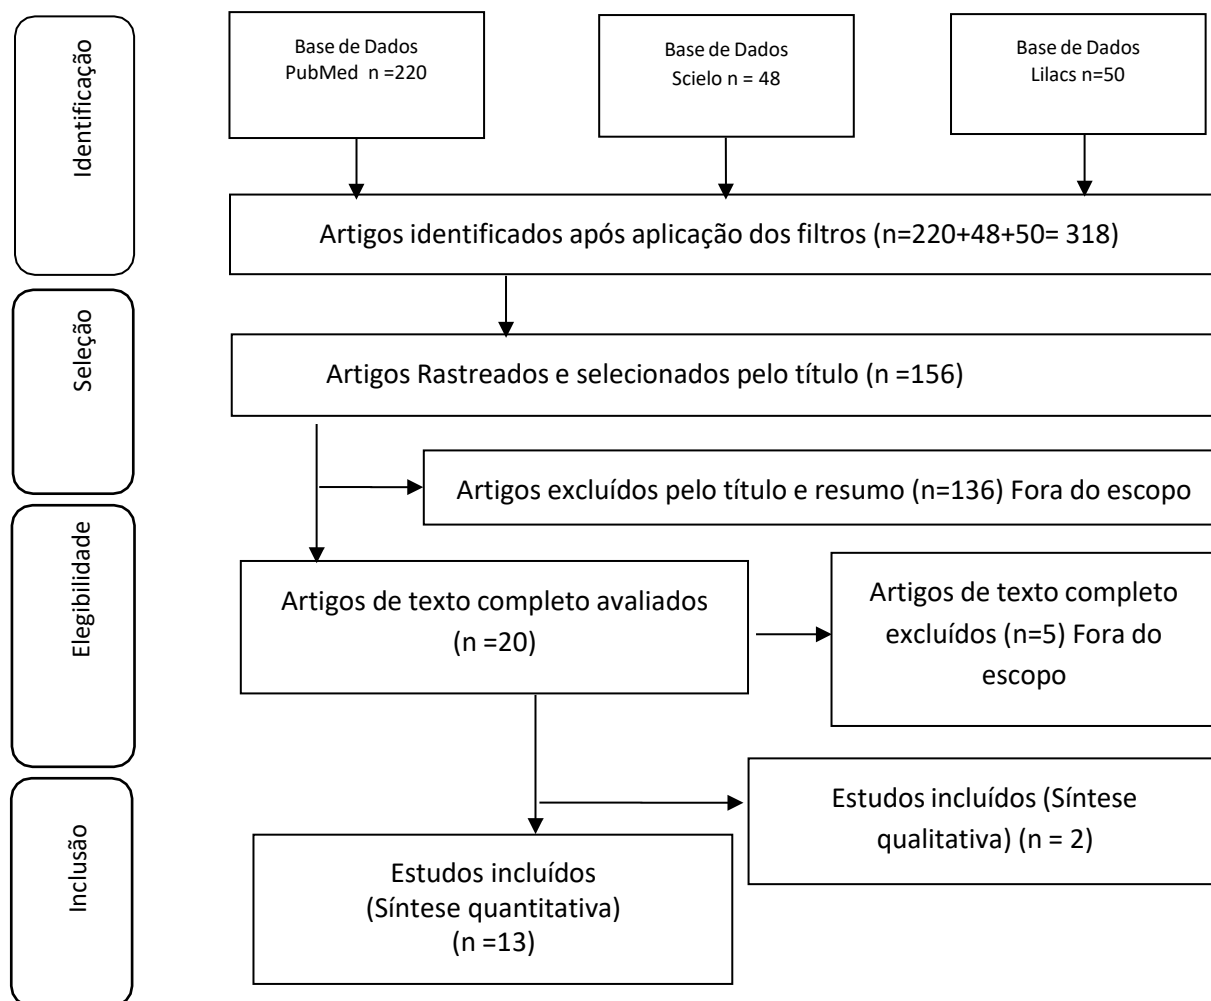 Identificação
Base de Dados
PubMed n =220
Base de Dados
Scielo n = 48
Base de Dados
Lilacs n=50
Artigos identificados após aplicação dos filtros (n=220+48+50= 318)
Seleção
Artigos Rastreados e selecionados pelo título (n =156)
Artigos excluídos pelo título e resumo (n=136) Fora do escopo
Elegibilidade
Artigos de texto completo avaliados
(n =20)
Artigos de texto completo
excluídos (n=5) Fora do
escopo
Inclusão
Estudos incluídos (Síntese
qualitativa) (n = 2)
Estudos incluídos
(Síntese quantitativa)
(n =13)